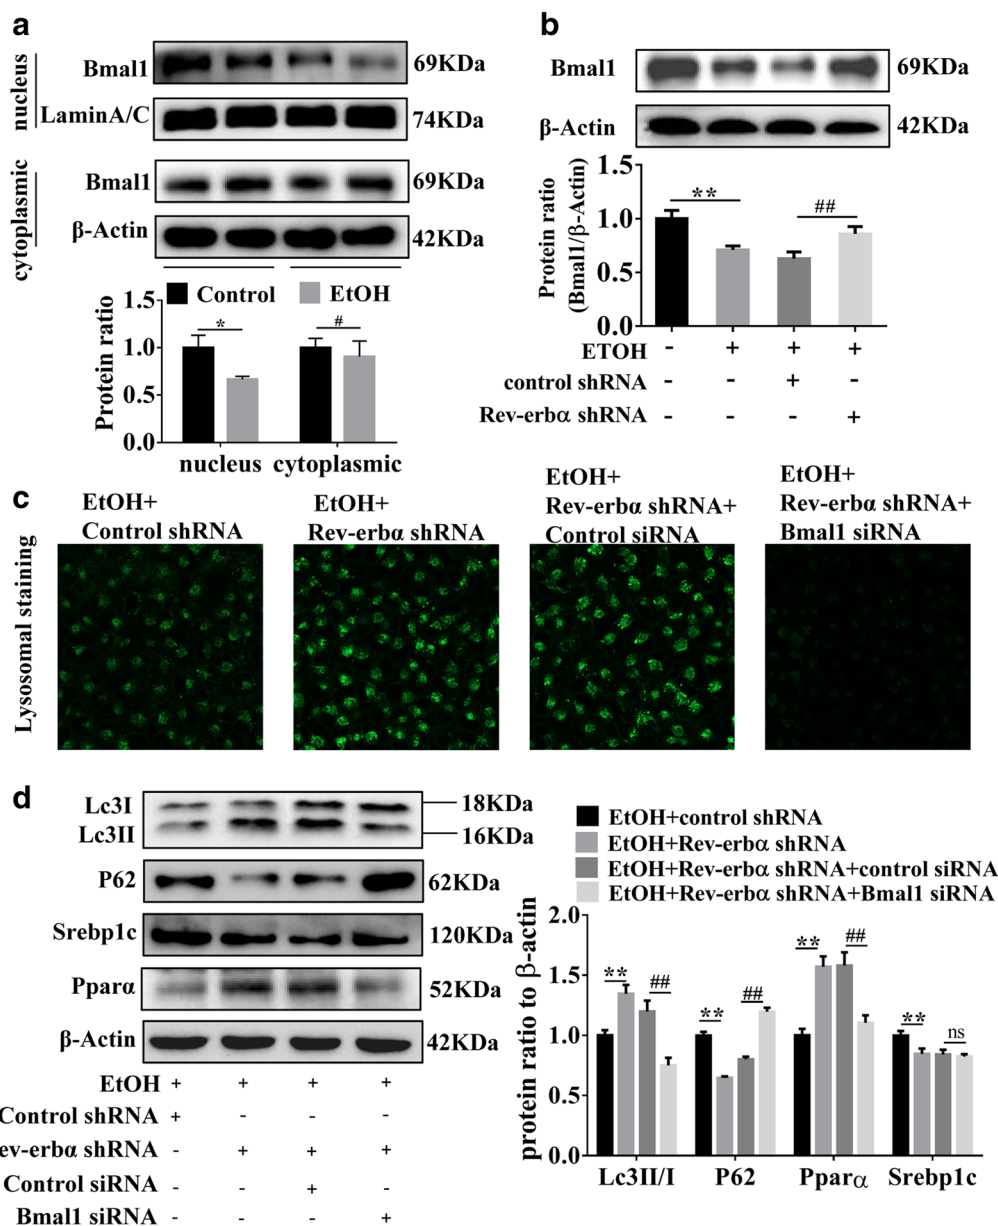 a
nucleus
Bmal1
69KDa
LaminA/C
74KDa
cytoplasmic
Bmal1
69KDa
β-Actin
42KDa
Control
EtOH
Protein ratio
1.5
1.0
0.5
0.0
*
#
nucleus
cytoplasmic
b
Bmal1
69KDa
β-Actin
42KDa
Protein ratio
(Bmal1/β-Actin)
1.5
1.0
0.5
0.0
**
##
ETOH - + + +
control shRNA - - + -
Rev-erbα shRNA - - - +
c
Lysosomal staining
EtOH+
Control shRNA
EtOH+
Rev-erbα shRNA
EtOH+
Rev-erbα shRNA+
Control siRNA
EtOH+
Rev-erbα shRNA+
Bmal1 siRNA
d
Lc3I
18KDa
Lc3II
16KDa
P62
62KDa
Srebp1c
120KDa
Pparα
52KDa
β-Actin
42KDa
EtOH + + + +
Control shRNA + - - -
ev-erbα shRNA - + + +
Control siRNA - - + -
Bmal1 siRNA - - - +
EtOH+control shRNA
EtOH+Rev-erbα shRNA
EtOH+Rev-erbα shRNA+control siRNA
EtOH+Rev-erbα shRNA+Bmal1 siRNA
protein ratio to β-actin
2.0
1.5
1.0
0.5
0.0
**
##
**
##
**
##
**
ns
Lc3II/I
P62
Pparα
Srebp1c